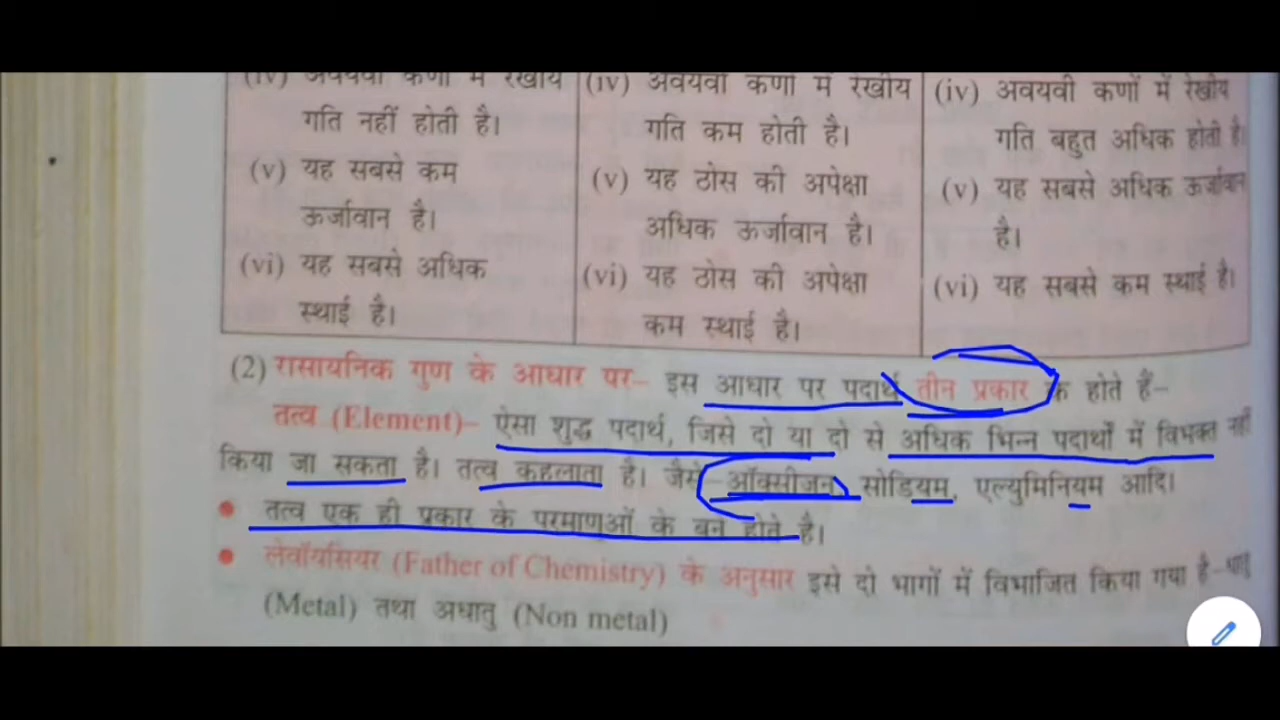 (iv) अवयवी कणों में रेखीय
गति नहीं होती है।
(v) यह सबसे कम
ऊर्जावान है।
(vi) यह सबसे अधिक
स्थाई है।
(iv) अवयवी कणों में रेखीय
गति कम होती है।
(v) यह ठोस की अपेक्षा
अधिक ऊर्जावान है।
(vi) यह ठोस की अपेक्षा
कम स्थाई है।
(iv) अवयवी कणों में रेखीय
गति बहुत अधिक होती है।
(v) यह सबसे अधिक ऊर्जावान
है।
(vi) यह सबसे कम स्थाई है।
(2) रासायनिक गुण के आधार पर– इस आधार पर पदार्थ तीन प्रकार के होते हैं–
तत्व (Element)– ऐसा शुद्ध पदार्थ, जिसे दो या दो से अधिक भिन्न पदार्थों में विभक्त नहीं
किया जा सकता है। तत्व कहलाता है। जैसे– ऑक्सीजन, सोडियम, एल्युमिनियम आदि।
• तत्व एक ही प्रकार के परमाणुओं के बने होते है।
• लेवॉयसियर (Father of Chemistry) के अनुसार इसे दो भागों में विभाजित किया गया है–धातु
(Metal) तथा अधातु (Non metal)